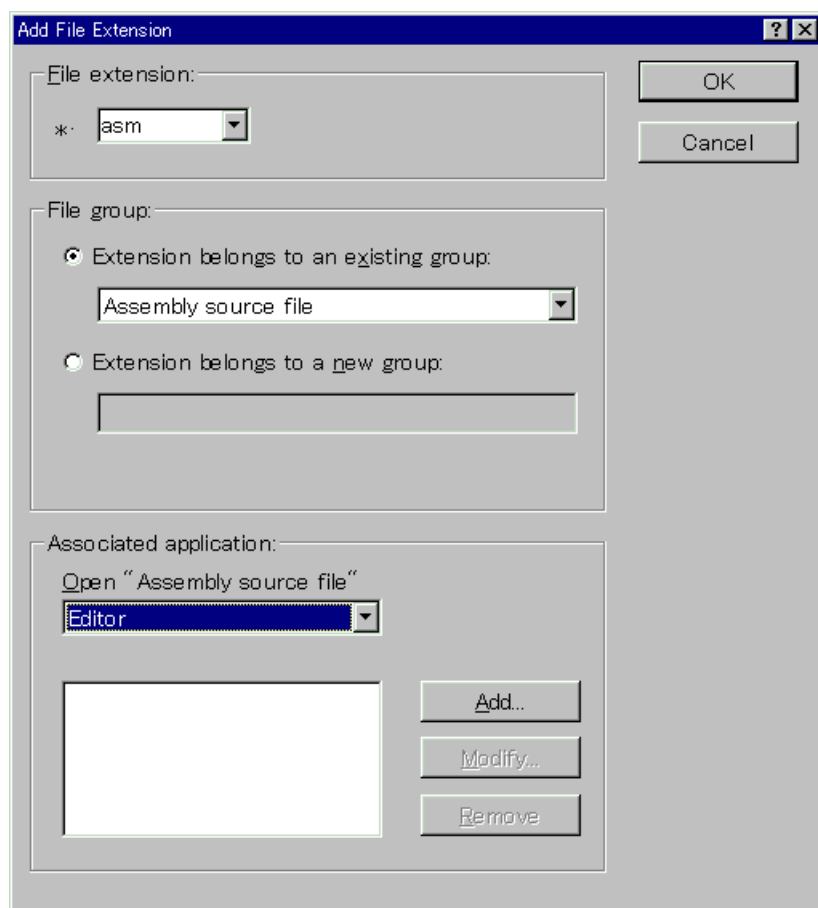 Add File Extension
File extension:
*. asm
OK
Cancel
File group:
Extension belongs to an existing group:
Assembly source file
Extension belongs to a new group:
Associated application:
Open "Assembly source file"
Editor
Add...
Modify...
Remove